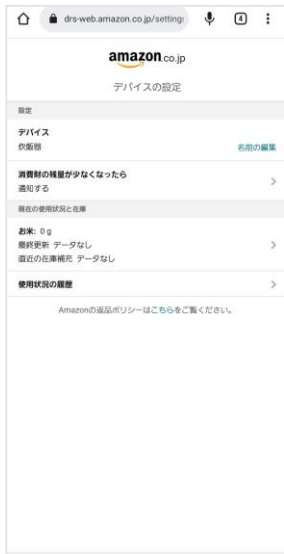 drs-web.amazon.co.jp/settings
4
amazon.co.jp
デバイスの設定
設定
デバイス
炊飯器
名前の編集
消費財の残量が少なくなったら
通知する
現在の使用状況と在庫
お米: 0 g
最終更新 データなし
直近の在庫補充 データなし
使用状況の履歴
Amazonの返品ポリシーはこちらをご覧ください。